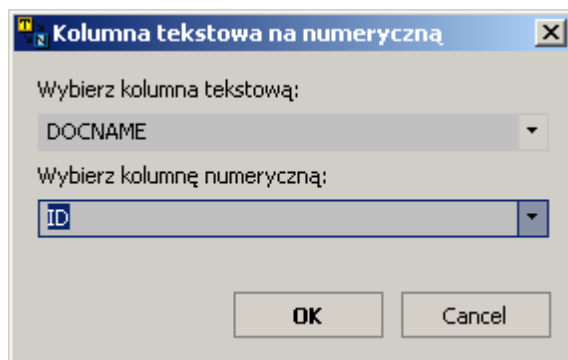 Kolumna tekstowa na numeryczną
Wybierz kolumna tekstową:
DOCNAME
Wybierz kolumnę numeryczną:
ID
OK Cancel